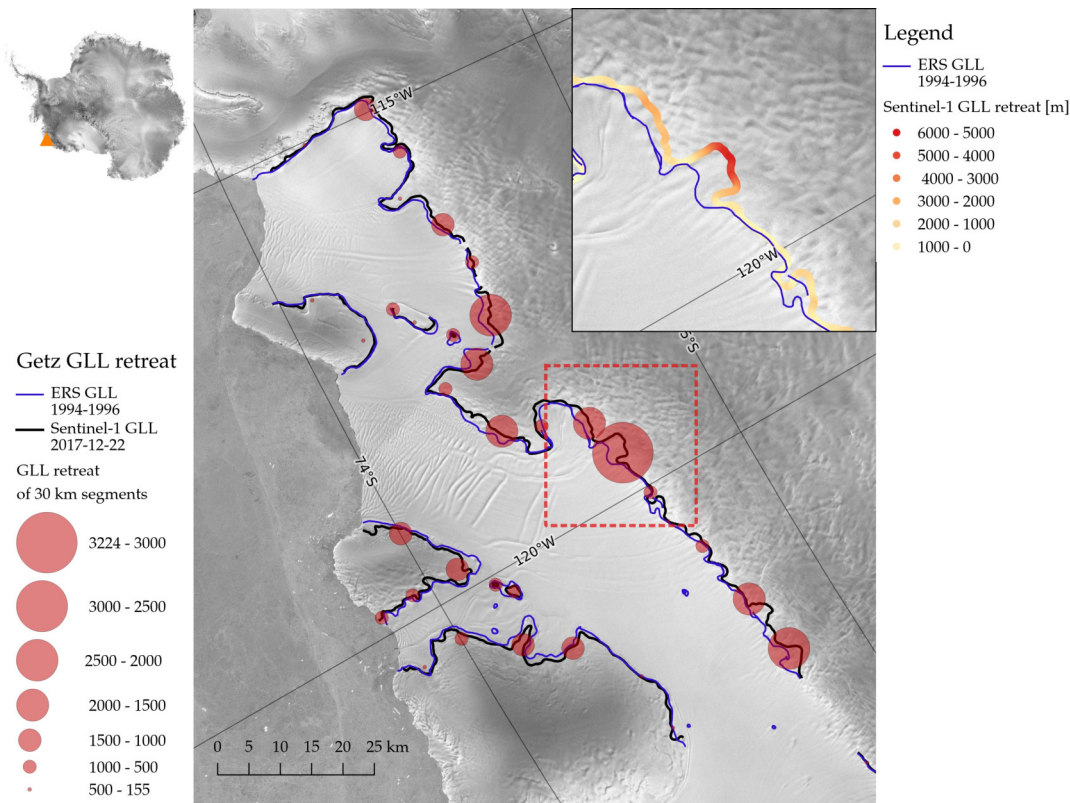 Getz GLL retreat
ERS GLL
1994-1996
Sentinel-1 GLL
2017-12-22
GLL retreat
of 30 km segments
3224 - 3000
3000 - 2500
2500 - 2000
2000 - 1500
1500 - 1000
1000 - 500
500 - 155
115°W
74°S
120°W
0 5 10 15 20 25 km
120°W
5°S
Legend
ERS GLL
1994-1996
Sentinel-1 GLL retreat [m]
6000 - 5000
5000 - 4000
4000 - 3000
3000 - 2000
2000 - 1000
1000 - 0